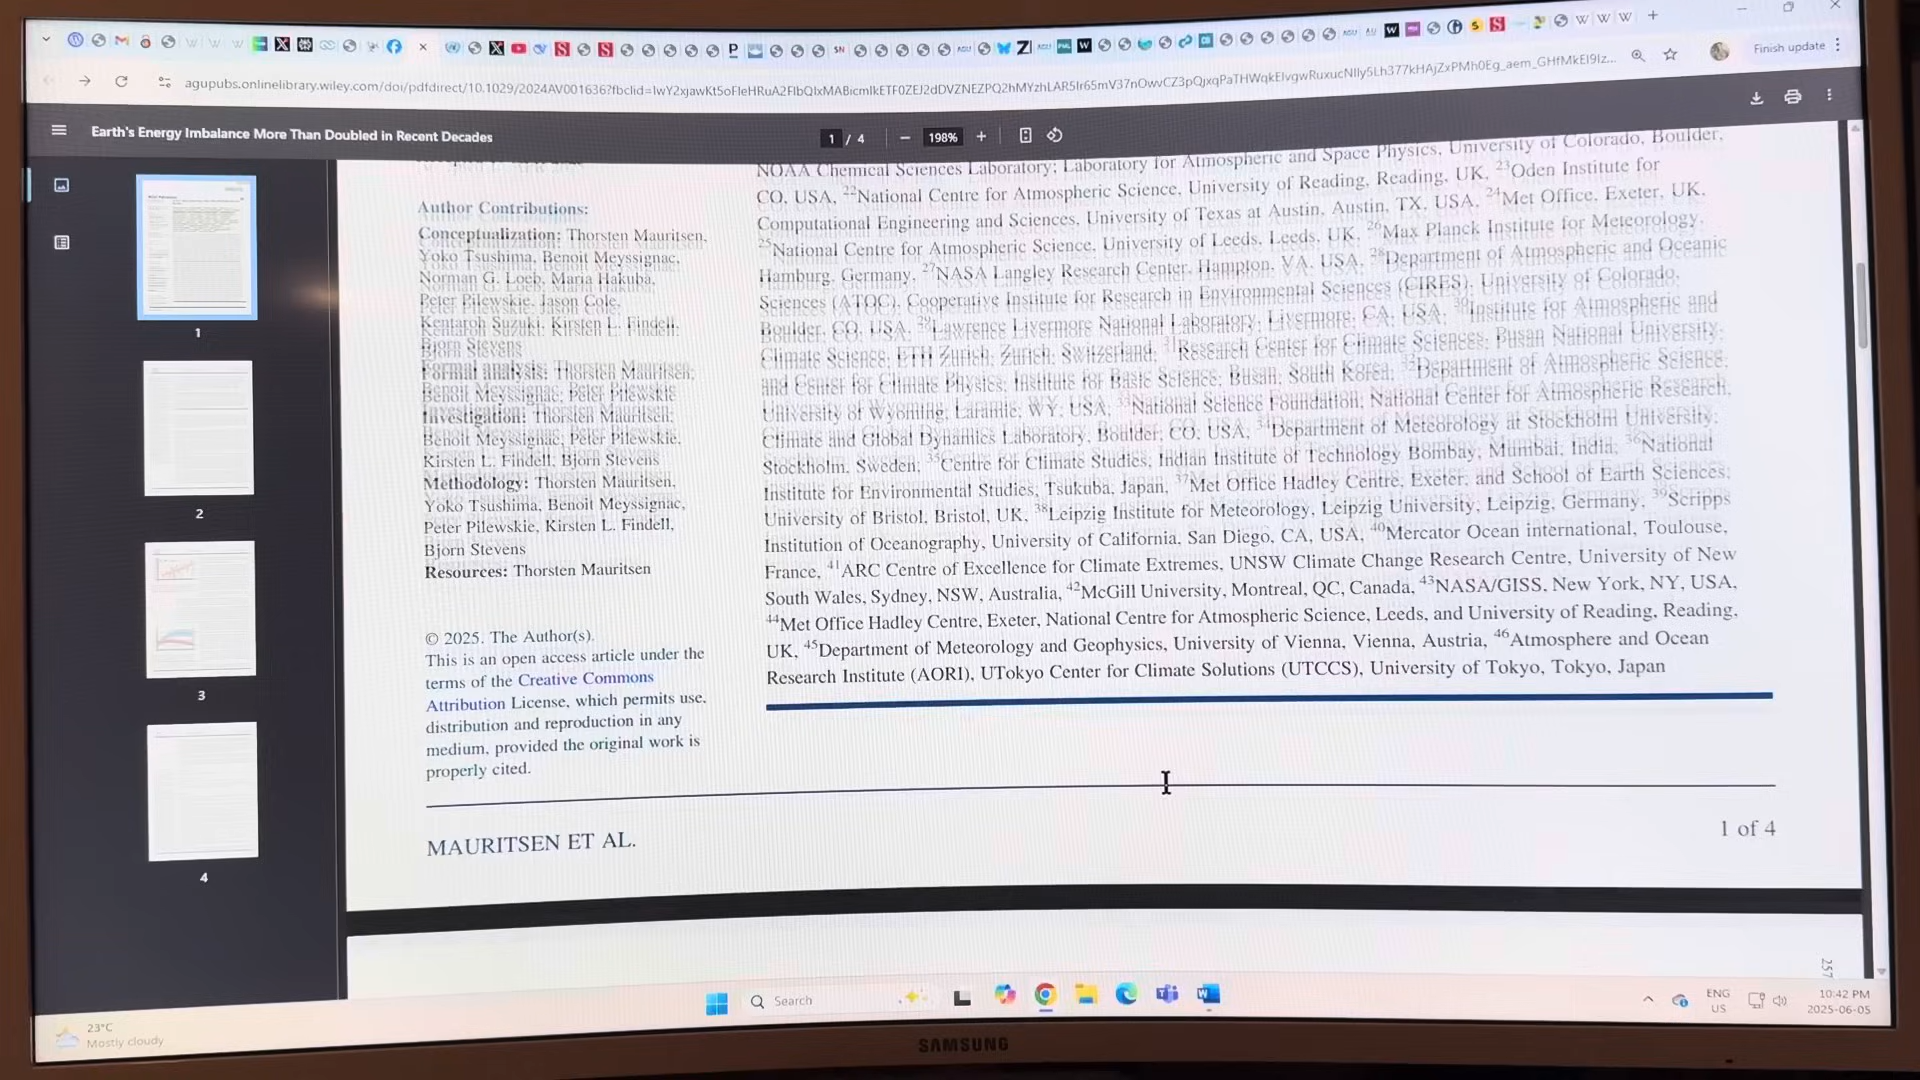 Finish update
agupubs.onlinelibrary.wiley.com/doi/pdfdirect/10.1029/2024AV001636?fbclid=
Earth's Energy Imbalance More Than Doubled in Recent Decades
1 / 4
198%
1
2
3
4
Author Contributions:
Conceptualization: Thorsten Mauritsen,
Yoko Tsushima, Benoit Meyssignac,
Norman G. Loeb, Maria Hakuba,
Peter Pilewskie, Jason Cole,
Kentaroh Suzuki, Kirsten L. Findell,
Bjorn Stevens
Formal analysis: Thorsten Mauritsen,
Benoit Meyssignac, Peter Pilewskie
Investigation: Thorsten Mauritsen,
Benoit Meyssignac, Peter Pilewskie,
Kirsten L. Findell, Bjorn Stevens
Methodology: Thorsten Mauritsen,
Yoko Tsushima, Benoit Meyssignac,
Peter Pilewskie, Kirsten L. Findell,
Bjorn Stevens
Resources: Thorsten Mauritsen
© 2025. The Author(s).
This is an open access article under the
terms of the Creative Commons
Attribution License, which permits use,
distribution and reproduction in any
medium, provided the original work is
properly cited.
NOAA Chemical Sciences Laboratory; Laboratory for Atmospheric and Space Physics, University of Colorado, Boulder,
CO, USA, 22National Centre for Atmospheric Science, University of Reading, Reading, UK, 23Oden Institute for
Computational Engineering and Sciences, University of Texas at Austin, Austin, TX, USA, 24Met Office, Exeter, UK,
25National Centre for Atmospheric Science, University of Leeds, Leeds, UK, 26Max Planck Institute for Meteorology,
Hamburg, Germany, 27NASA Langley Research Center, Hampton, VA, USA, 28Department of Atmospheric and Oceanic
Sciences (ATOC), Cooperative Institute for Research in Environmental Sciences (CIRES), University of Colorado,
Boulder, CO, USA, 29Lawrence Livermore National Laboratory, Livermore, CA, USA, 30Institute for Atmospheric and
Climate Science, ETH Zurich, Zurich, Switzerland, 31Research Center for Climate Sciences, Pusan National University,
and Center for Climate Physics, Institute for Basic Science, Busan, South Korea, 32Department of Atmospheric Science,
University of Wyoming, Laramie, WY, USA, 33National Science Foundation, National Center for Atmospheric Research,
Climate and Global Dynamics Laboratory, Boulder, CO, USA, 34Department of Meteorology at Stockholm University,
Stockholm, Sweden, 35Centre for Climate Studies, Indian Institute of Technology Bombay, Mumbai, India, 36National
Institute for Environmental Studies, Tsukuba, Japan, 37Met Office Hadley Centre, Exeter, and School of Earth Sciences,
University of Bristol, Bristol, UK, 38Leipzig Institute for Meteorology, Leipzig University, Leipzig, Germany, 39Scripps
Institution of Oceanography, University of California, San Diego, CA, USA, 40Mercator Ocean international, Toulouse,
France, 41ARC Centre of Excellence for Climate Extremes, UNSW Climate Change Research Centre, University of New
South Wales, Sydney, NSW, Australia, 42McGill University, Montreal, QC, Canada, 43NASA/GISS, New York, NY, USA,
44Met Office Hadley Centre, Exeter, National Centre for Atmospheric Science, Leeds, and University of Reading, Reading,
UK, 45Department of Meteorology and Geophysics, University of Vienna, Vienna, Austria, 46Atmosphere and Ocean
Research Institute (AORI), UTokyo Center for Climate Solutions (UTCCS), University of Tokyo, Tokyo, Japan
MAURITSEN ET AL.
1 of 4
257
23°C
Mostly cloudy
Search
ENG
US
10:42 PM
2025-06-05
SAMSUNG